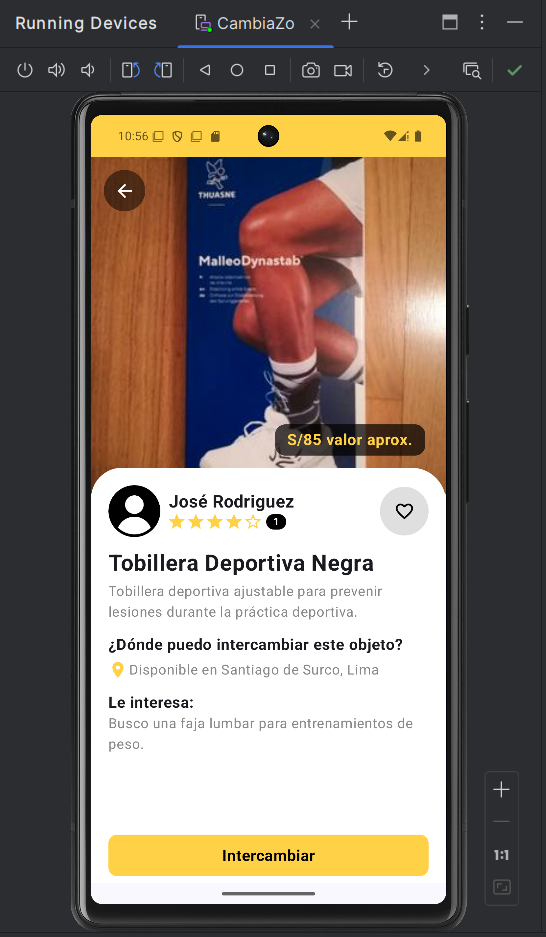 Running Devices
CambiaZo
10:56
THUASNE
MalleoDynastab
S/85 valor aprox.
José Rodriguez
1
Tobillera Deportiva Negra
Tobillera deportiva ajustable para prevenir
lesiones durante la práctica deportiva.
¿Dónde puedo intercambiar este objeto?
Disponible en Santiago de Surco, Lima
Le interesa:
Busco una faja lumbar para entrenamientos de
peso.
Intercambiar
1:1